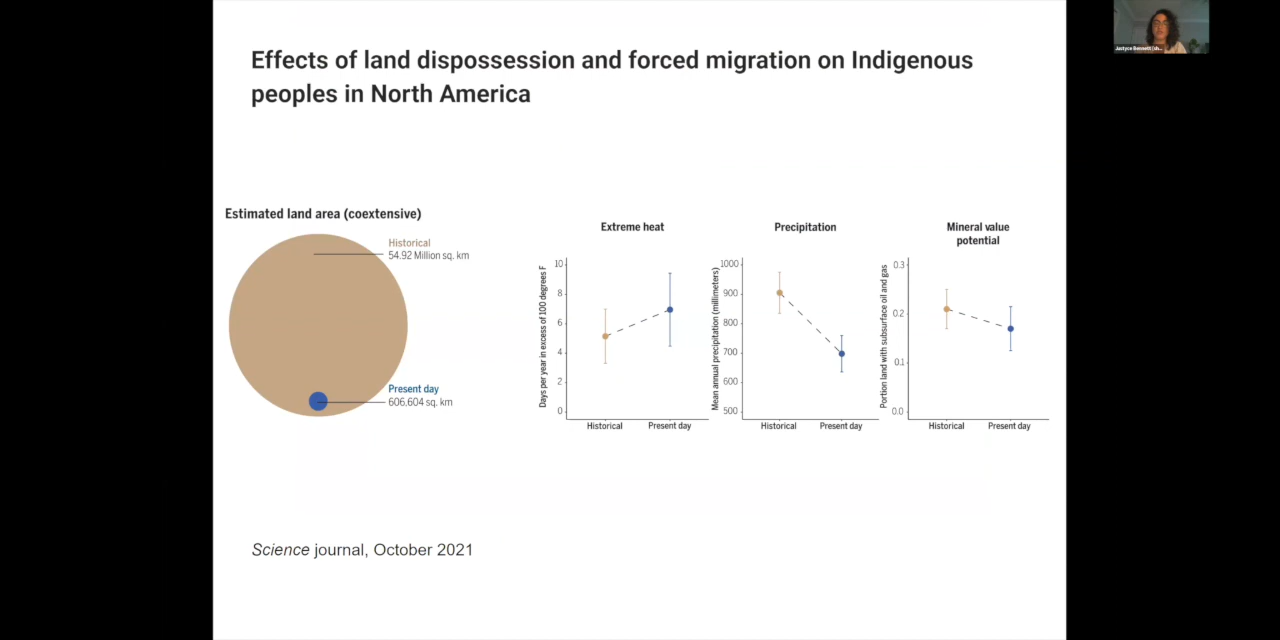 Effects of land dispossession and forced migration on Indigenous
peoples in North America
Estimated land area (coextensive)
Historical
54.92 Million sq. km
Present day
606,604 sq. km
Extreme heat
Days per year in excess of 100 degrees F
10
8
6
4
2
0
Historical
Present day
Precipitation
Mean annual precipitation (millimeters)
1000
900
800
700
600
500
Historical
Present day
Mineral value
potential
Portion land with subsurface oil and gas
0.3
0.2
0.1
0.0
Historical
Present day
Science journal, October 2021
Justyce Bennett